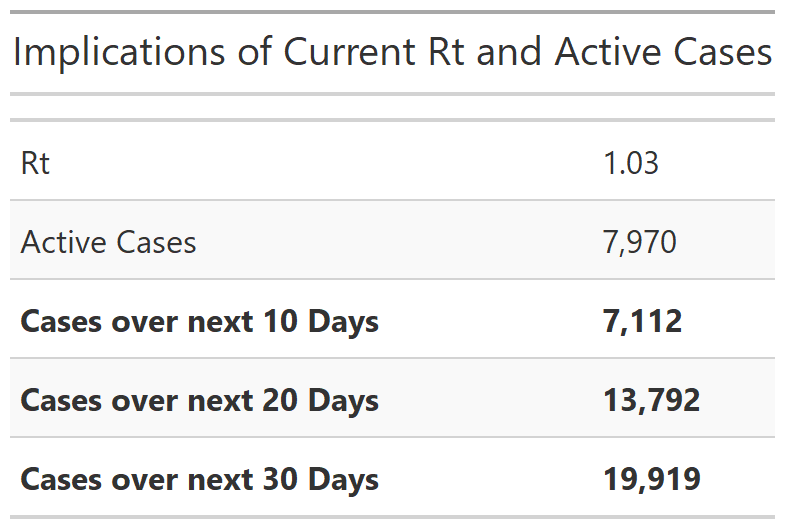 Implications of Current Rt and Active Cases
Rt 1.03
Active Cases 7,970
Cases over next 10 Days 7,112
Cases over next 20 Days 13,792
Cases over next 30 Days 19,919